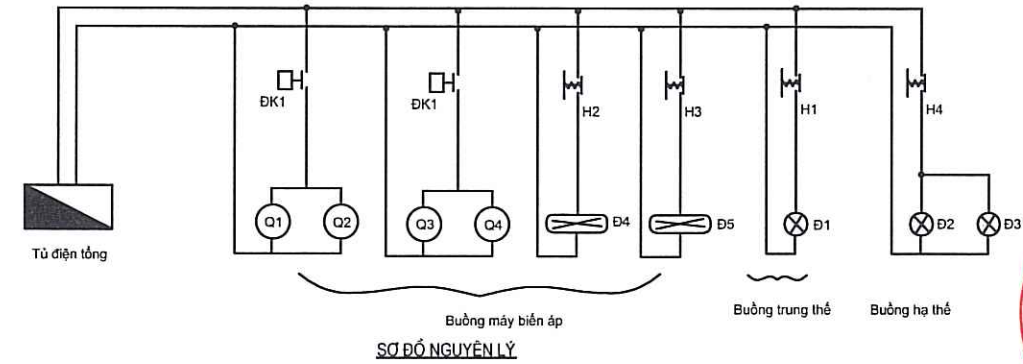 ĐK1
ĐK1
H2
H3
H1
H4
Q1
Q2
Q3
Q4
Đ4
Đ5
Đ1
Đ2
Đ3
Tủ điện tổng
Buồng máy biến áp
Buồng trung thế
Buồng hạ thế
SƠ ĐỒ NGUYÊN LÝ